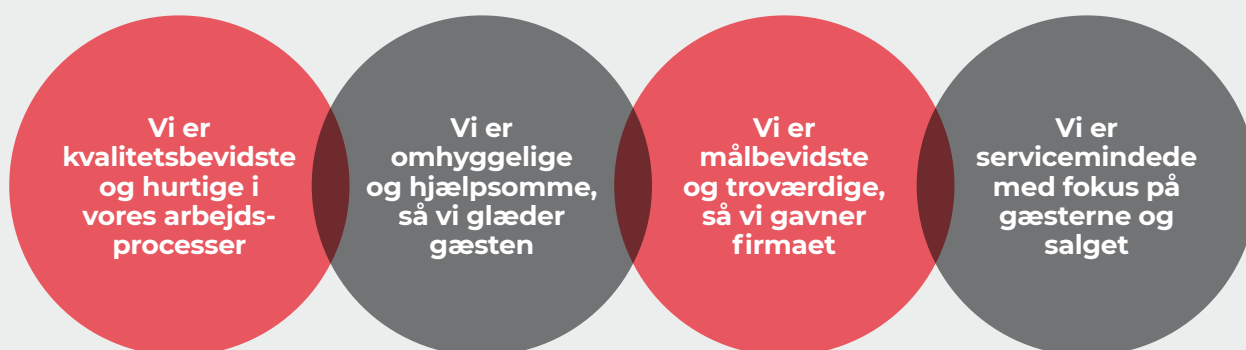 Vi er
kvalitetsbevidste
og hurtige i
vores arbejds-
processer
Vi er
omhyggelige
og hjælpsomme,
så vi glæder
gæsten
Vi er
målbevidste
og troværdige,
så vi gavner
firmaet
Vi er
servicemindede
med fokus på
gæsterne og
salget